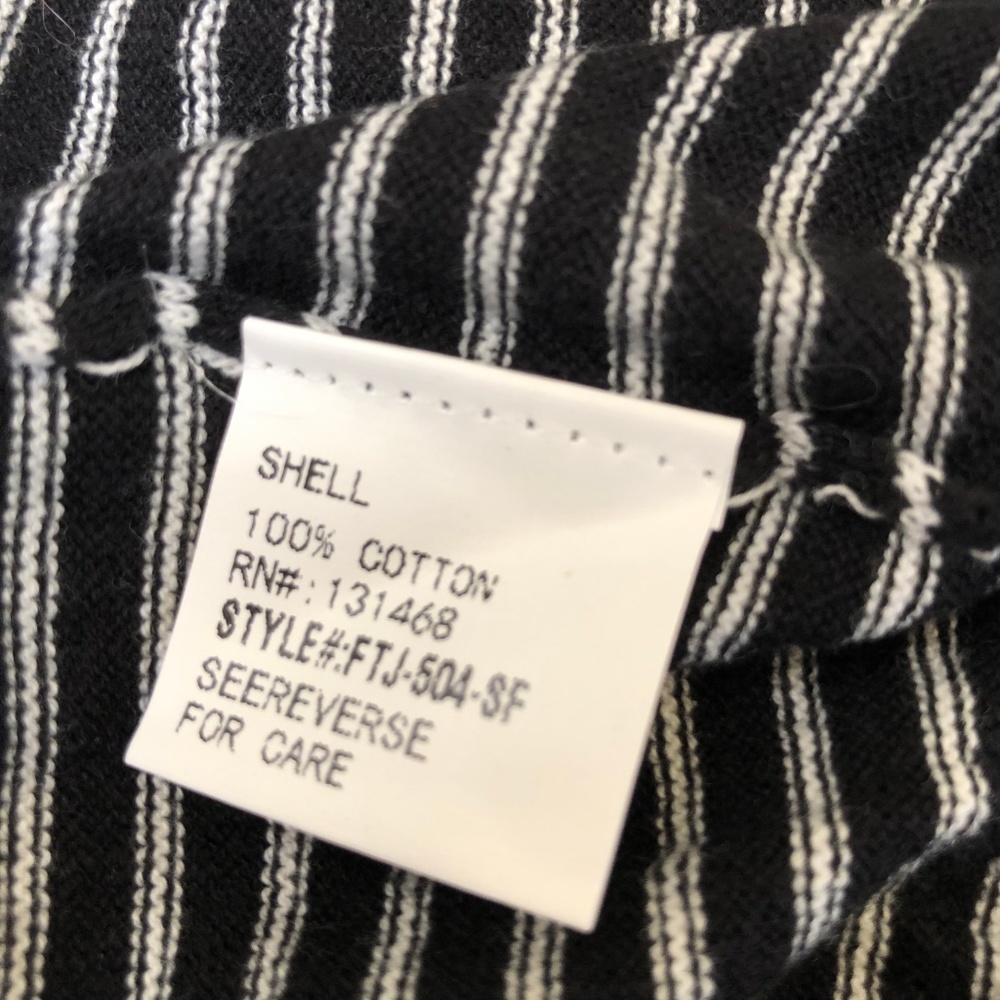 SHELL
100% COTTON
RN#: 131468
STYLE#:FTJ-504-SF
SEEREVERSE
FOR CARE